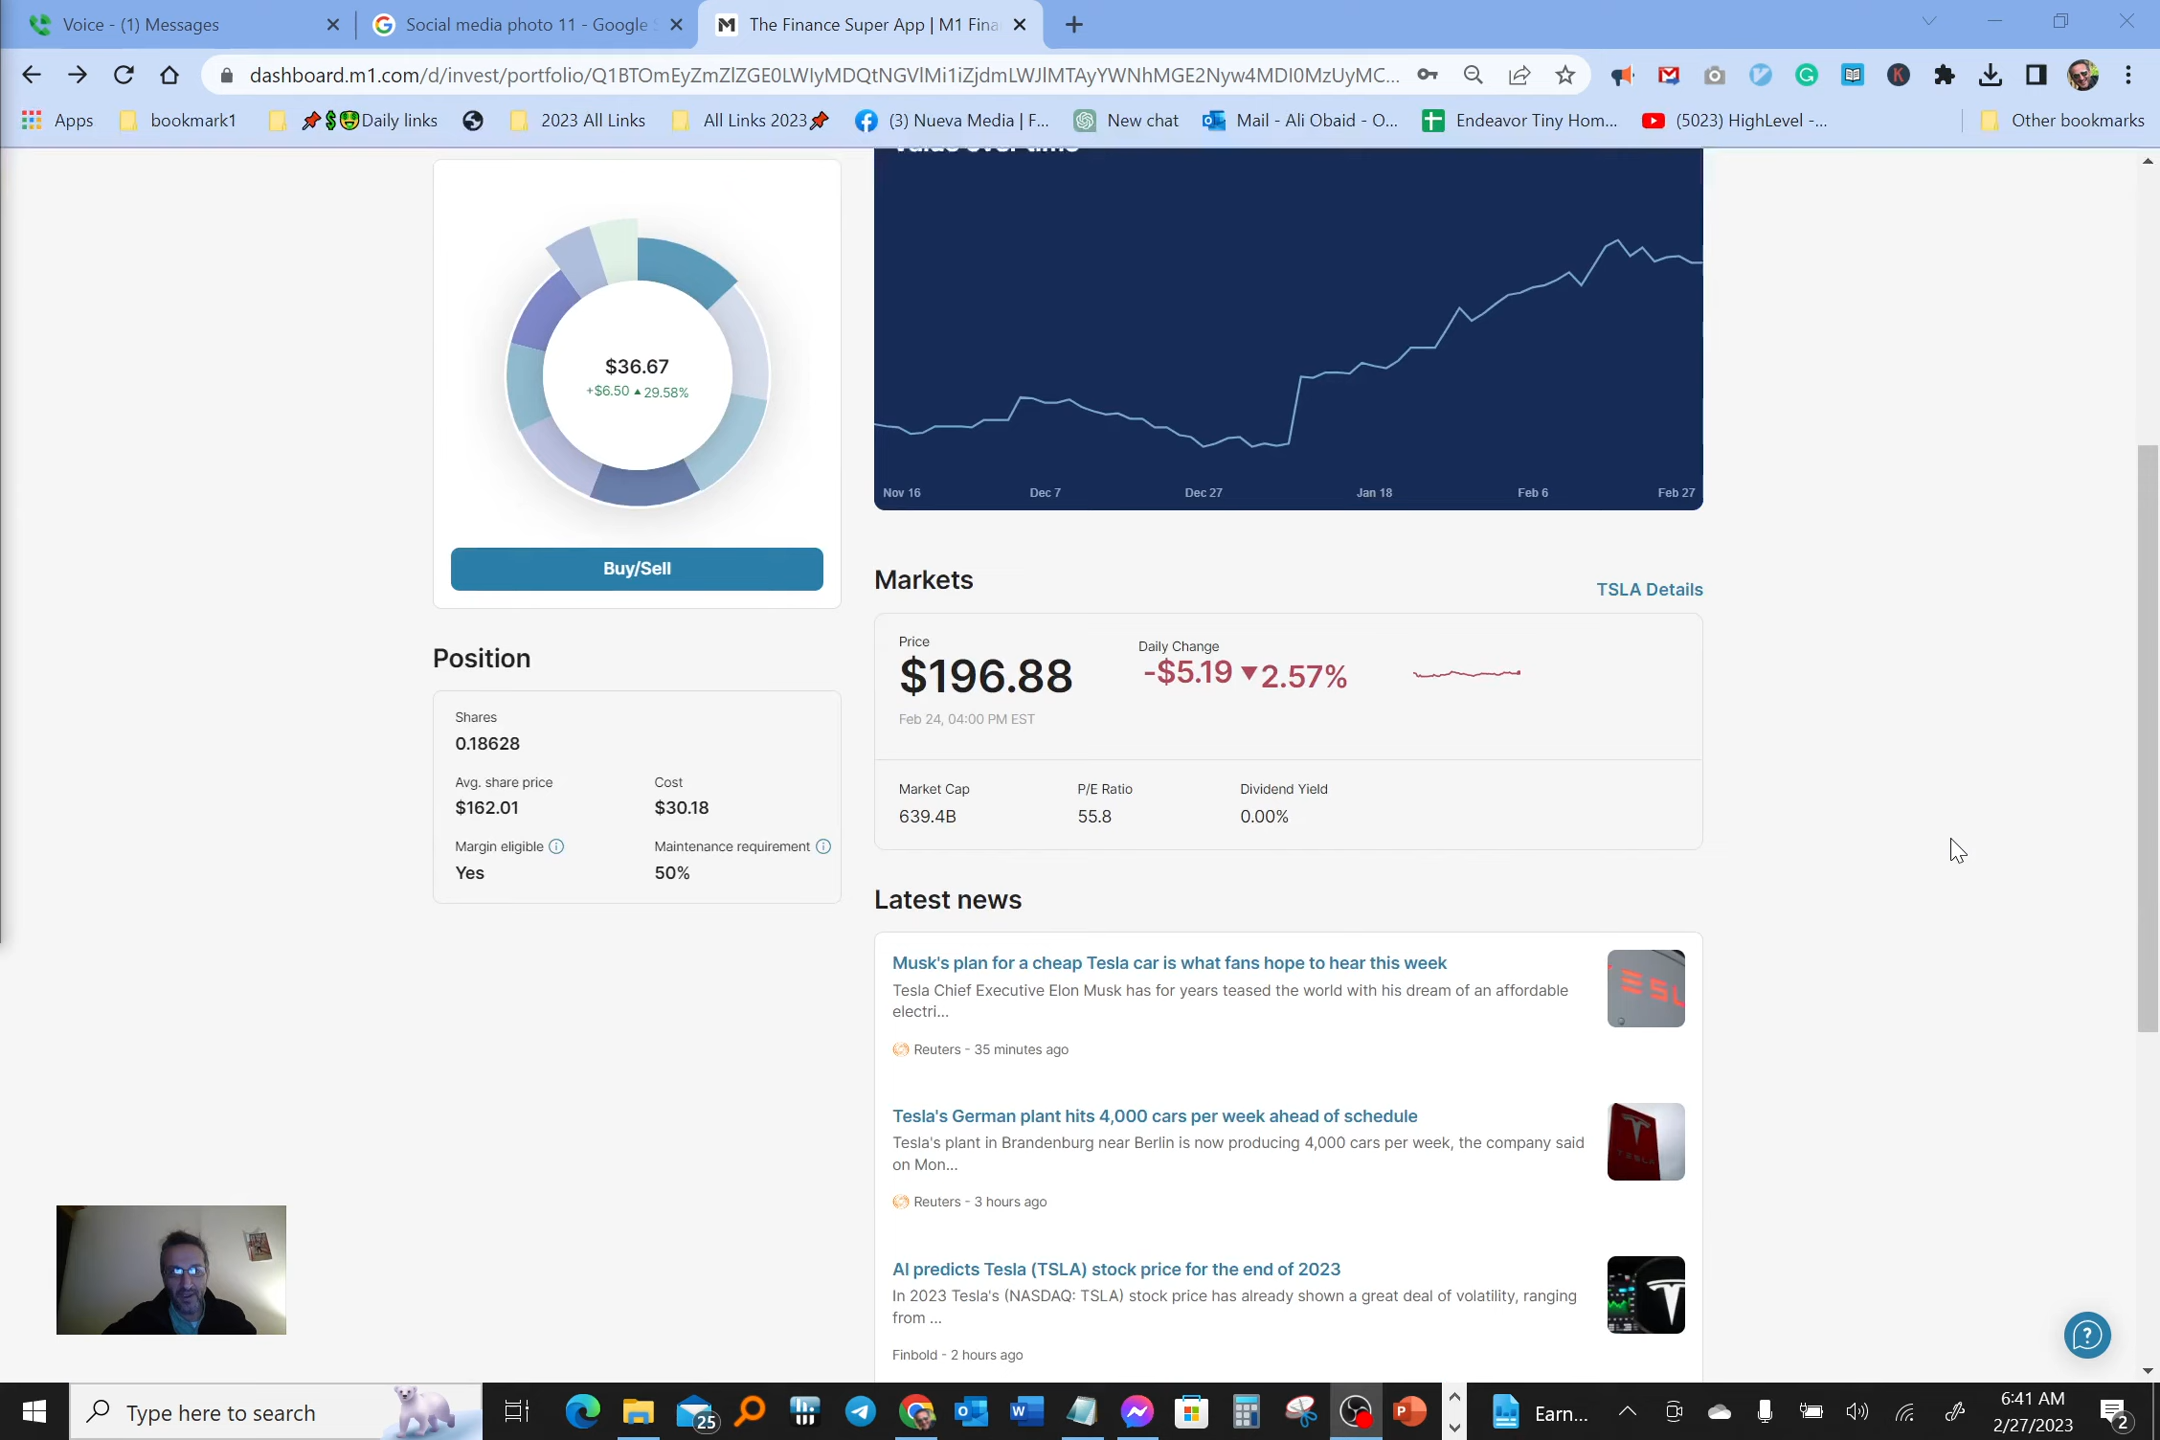 Voice - (1) Messages
Social media photo 11 - Google
The Finance Super App | M1 Fina
dashboard.m1.com/d/invest/portfolio/Q1BTOmEyZmZlZGE0LWIyMDQtNGVlMi1iZjdmLWJlMTAyYWNhMGE2Nyw4MDI0MzUyMC...
Apps
bookmark1
Daily links
2023 All Links
All Links 2023
(3) Nueva Media | F...
New chat
Mail - Ali Obaid - O...
Endeavor Tiny Hom...
(5023) HighLevel -...
Other bookmarks
Value over time
$36.67
+$6.50 ▲ 29.58%
Nov 16 Dec 7 Dec 27 Jan 18 Feb 6 Feb 27
Buy/Sell
Markets
TSLA Details
Price
$196.88
Feb 24, 04:00 PM EST
Daily Change
-$5.19 ▼ 2.57%
Market Cap
639.4B
P/E Ratio
55.8
Dividend Yield
0.00%
Position
Shares
0.18628
Avg. share price
$162.01
Cost
$30.18
Margin eligible
Yes
Maintenance requirement
50%
Latest news
Musk's plan for a cheap Tesla car is what fans hope to hear this week
Tesla Chief Executive Elon Musk has for years teased the world with his dream of an affordable
electri...
Reuters - 35 minutes ago
Tesla's German plant hits 4,000 cars per week ahead of schedule
Tesla's plant in Brandenburg near Berlin is now producing 4,000 cars per week, the company said
on Mon...
Reuters - 3 hours ago
AI predicts Tesla (TSLA) stock price for the end of 2023
In 2023 Tesla's (NASDAQ: TSLA) stock price has already shown a great deal of volatility, ranging
from ...
Finbold - 2 hours ago
Type here to search
25
Earn...
6:41 AM
2/27/2023
2